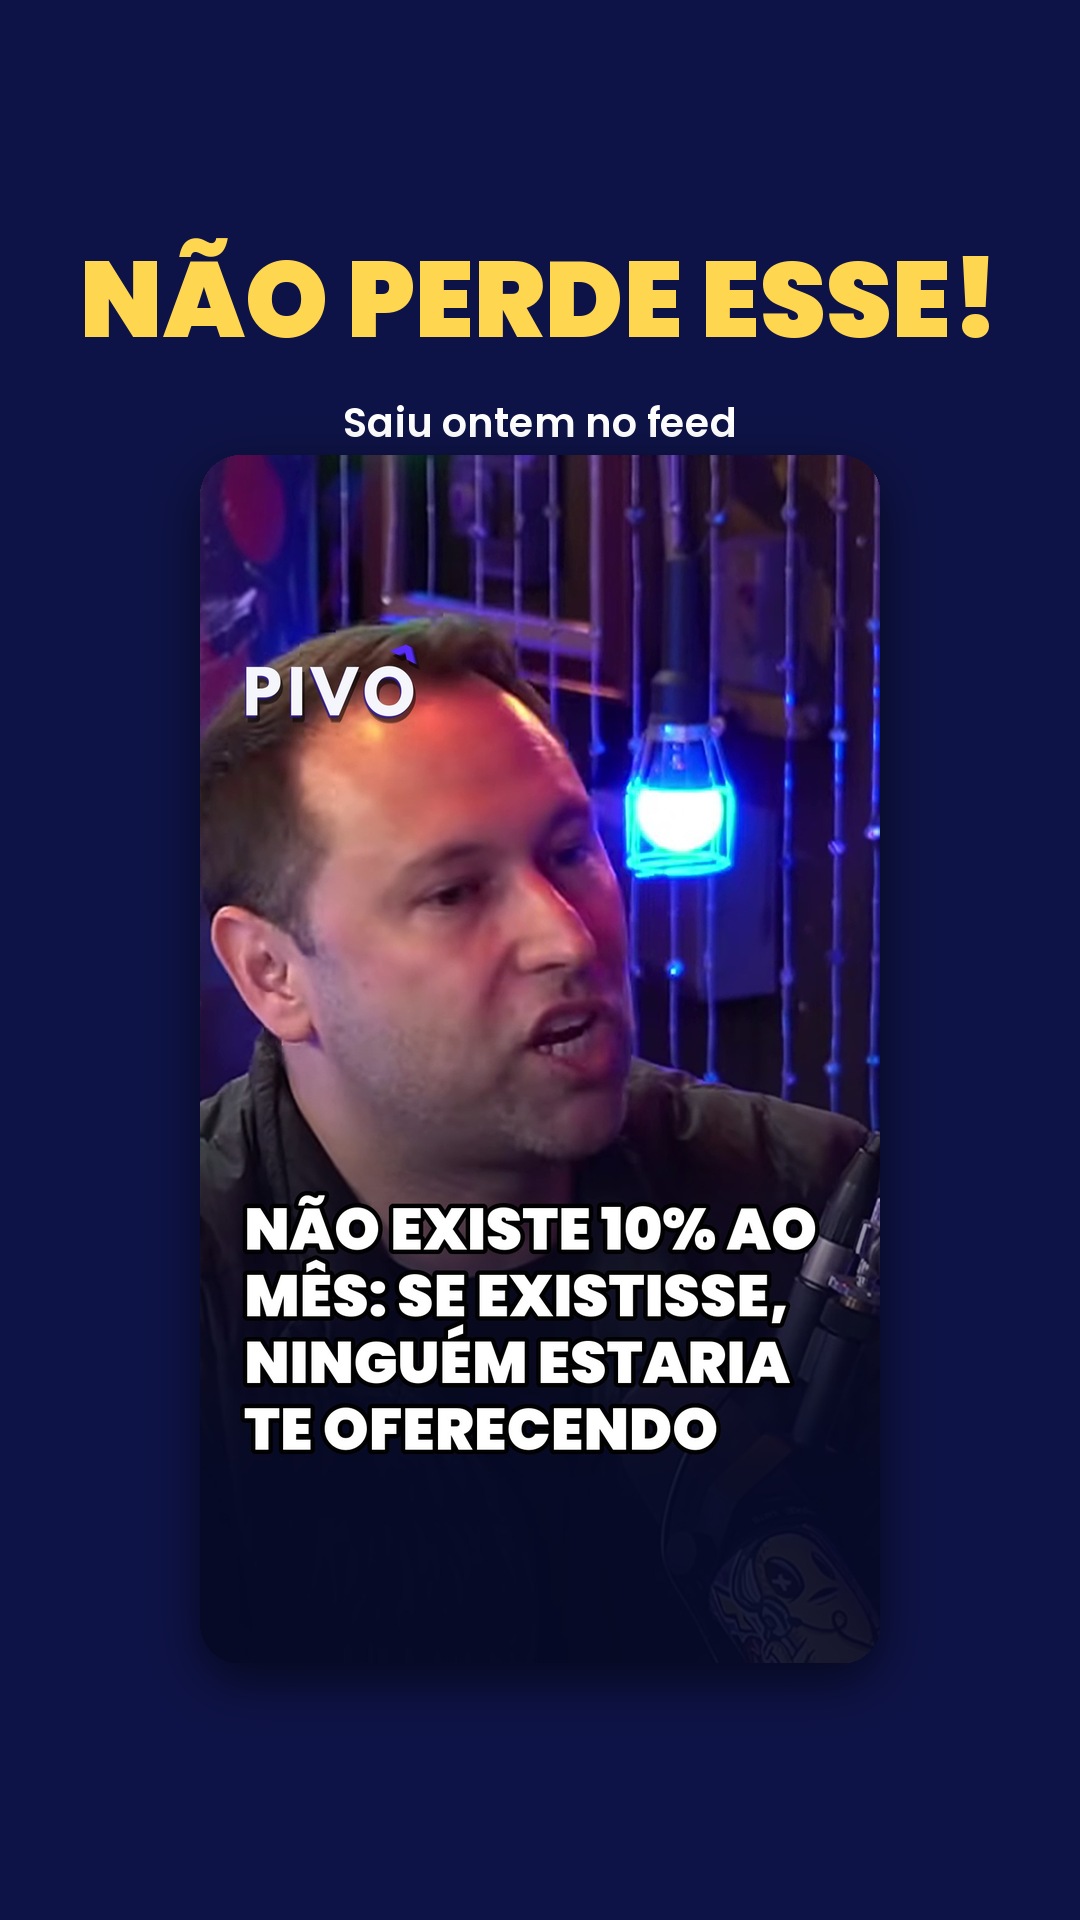 NÃO PERDE ESSE!
Saiu ontem no feed
PIVÔ
NÃO EXISTE 10% AO
MÊS: SE EXISTISSE,
NINGUÉM ESTARIA
TE OFERECENDO